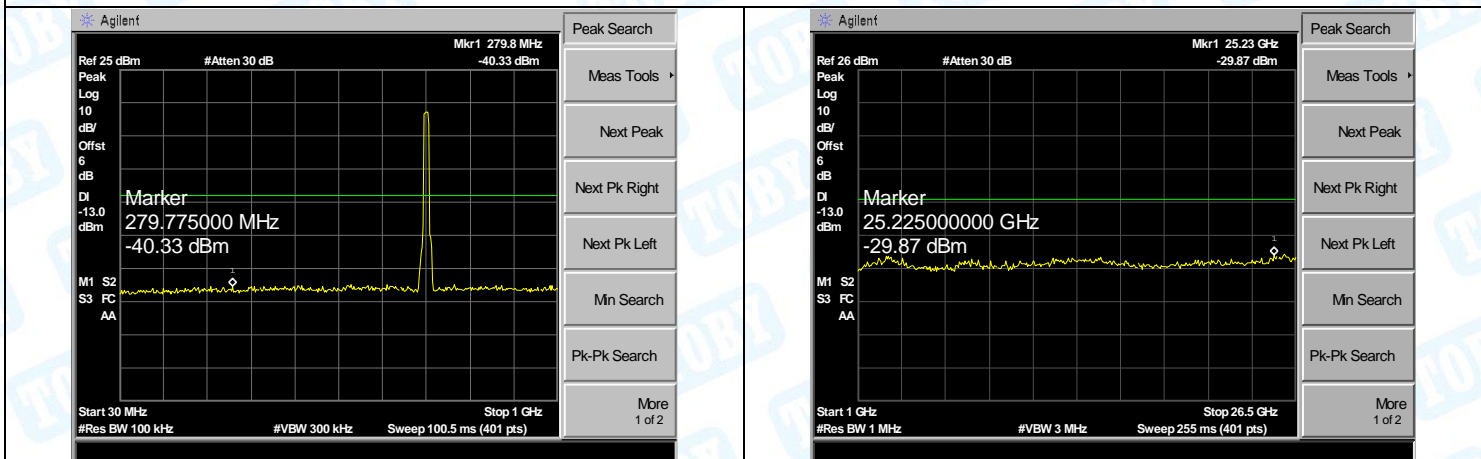 Agilent
Peak Search
Mkr1 279.8 MHz
Ref 25 dBm #Atten 30 dB -40.33 dBm
Peak
Log
10
dB/
Offst
6
dB
DI
-13.0
dBm
Marker
279.775000 MHz
-40.33 dBm
1
M1 S2
S3 FC
AA
Start 30 MHz Stop 1 GHz
#Res BW 100 kHz #VBW 300 kHz Sweep 100.5 ms (401 pts)
Meas Tools
Next Peak
Next Pk Right
Next Pk Left
Min Search
Pk-Pk Search
More
1 of 2
Agilent
Peak Search
Mkr1 25.23 GHz
Ref 26 dBm #Atten 30 dB -29.87 dBm
Peak
Log
10
dB/
Offst
6
dB
DI
-13.0
dBm
Marker
25.225000000 GHz
-29.87 dBm
1
M1 S2
S3 FC
AA
Start 1 GHz Stop 26.5 GHz
#Res BW 1 MHz #VBW 3 MHz Sweep 255 ms (401 pts)
Meas Tools
Next Peak
Next Pk Right
Next Pk Left
Min Search
Pk-Pk Search
More
1 of 2
TOBY